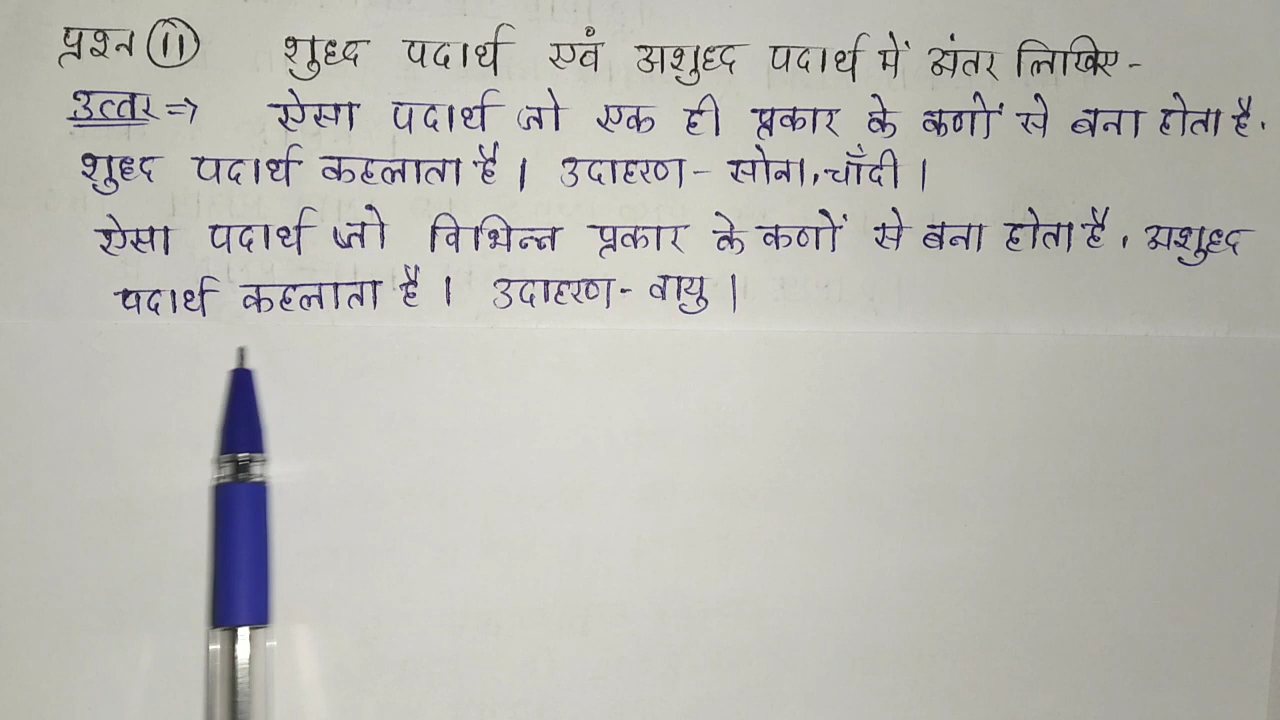 प्रश्न 11 शुध्द पदार्थ एवं अशुध्द पदार्थ में अंतर लिखिए -
उत्तर ⇒ ऐसा पदार्थ जो एक ही प्रकार के कणों से बना होता है,
शुध्द पदार्थ कहलाता है। उदाहरण - सोना, चाँदी।
ऐसा पदार्थ जो विभिन्न प्रकार के कणों से बना होता है, अशुध्द
पदार्थ कहलाता है। उदाहरण - वायु।